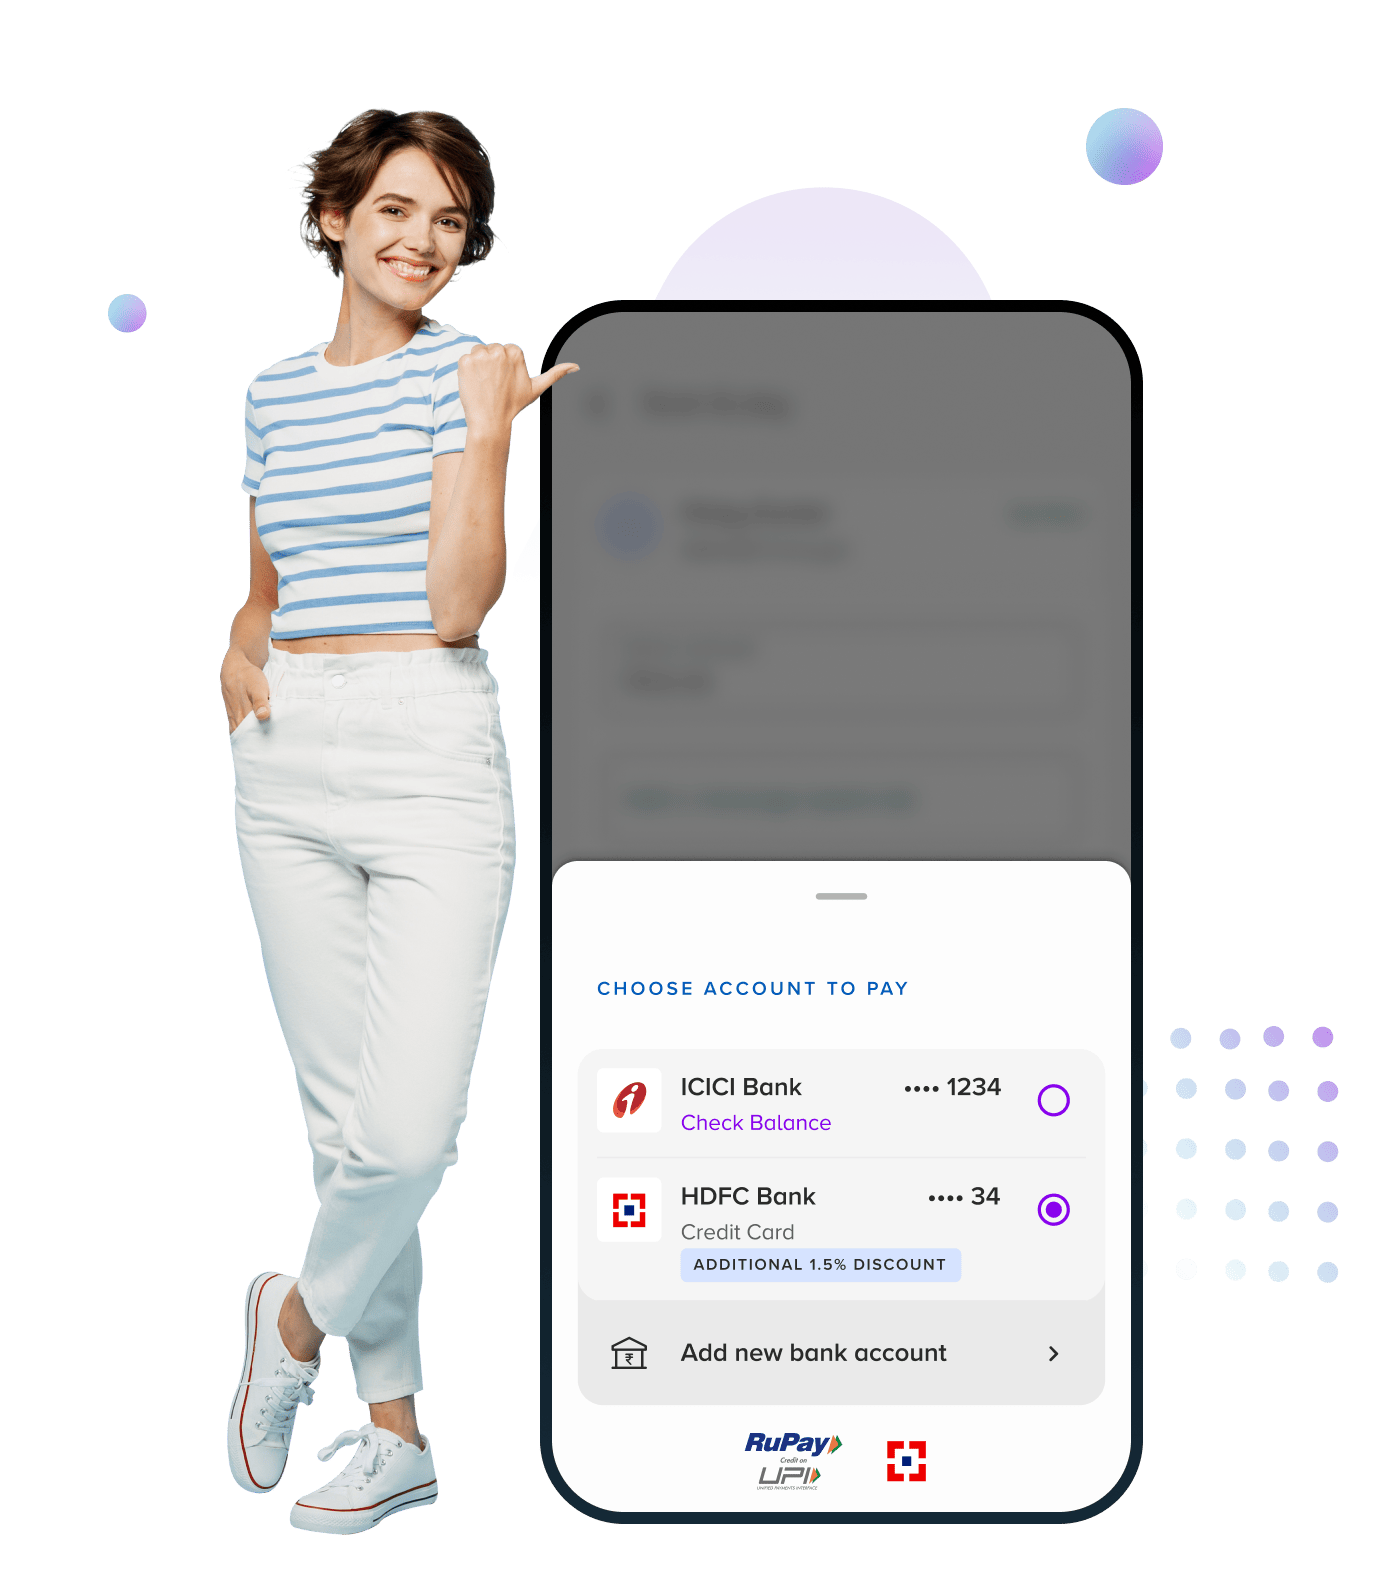 CHOOSE ACCOUNT TO PAY
ICICI Bank •••• 1234
Check Balance
HDFC Bank •••• 34
Credit Card
ADDITIONAL 1.5% DISCOUNT
₹ Add new bank account
RuPay
Credit on
UPI
UNIFIED PAYMENTS INTERFACE